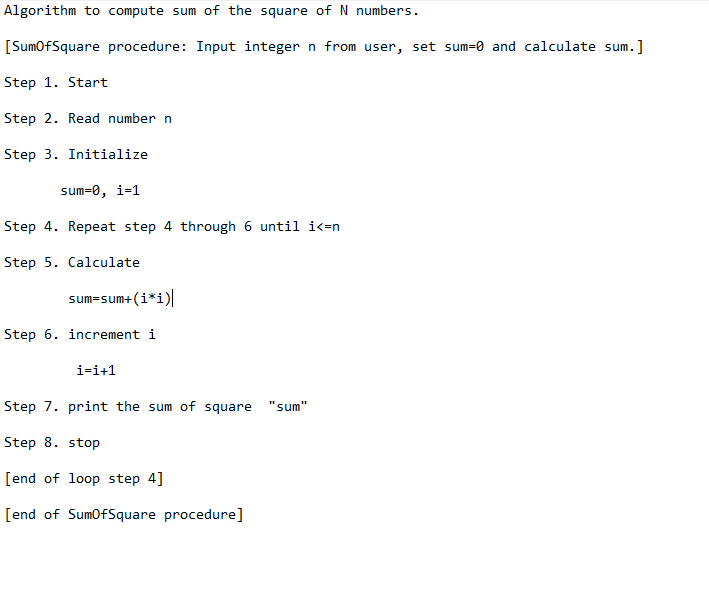 Algorithm to compute sum of the square of N numbers.
[SumOfSquare procedure: Input integer n from user, set sum=0 and calculate sum.]
Step 1. Start
Step 2. Read number n
Step 3. Initialize
sum=0, i=1
Step 4. Repeat step 4 through 6 until i<=n
Step 5. Calculate
sum=sum+(i*i)
Step 6. increment i
i=i+1
Step 7. print the sum of square  "sum"
Step 8. stop
[end of loop step 4]
[end of SumOfSquare procedure]